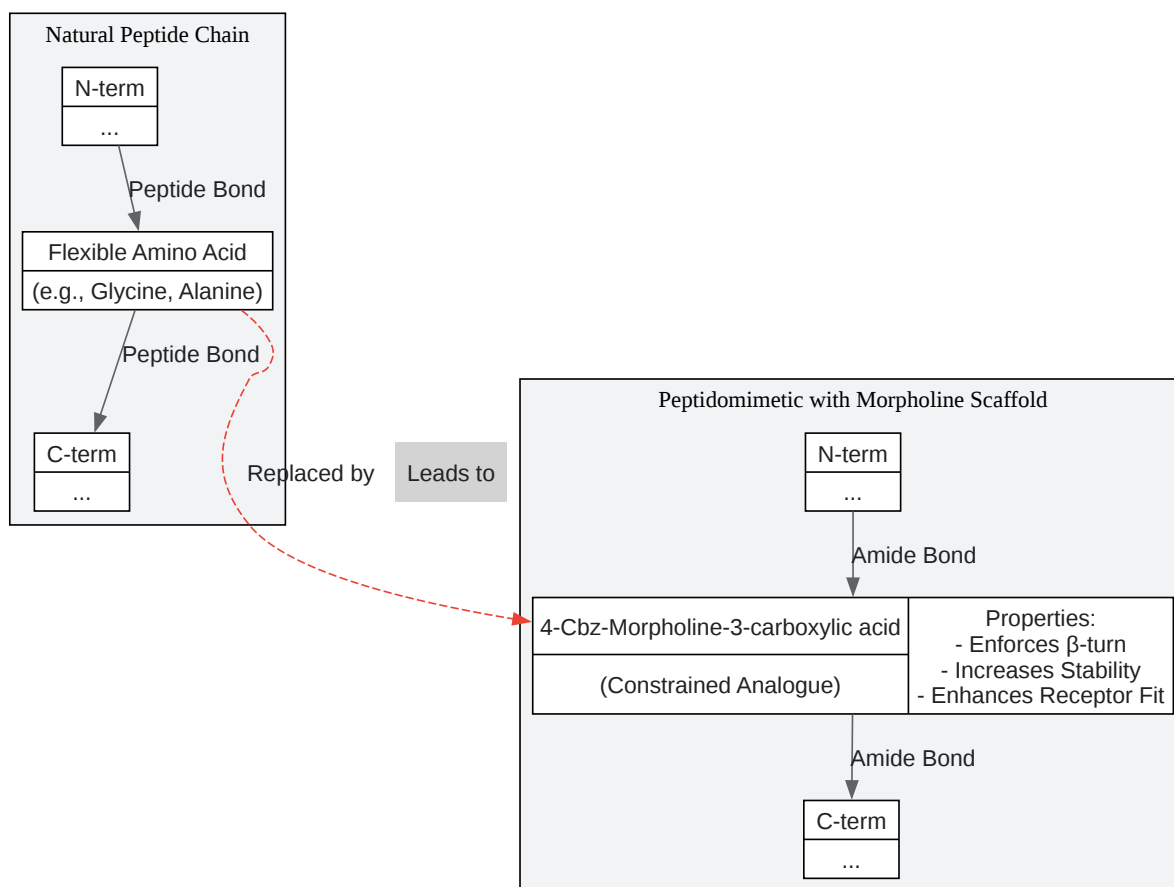 Natural Peptide Chain
N-term
...
Peptide Bond
Flexible Amino Acid
(e.g., Glycine, Alanine)
Peptide Bond
C-term
...
Replaced by
Leads to
Peptidomimetic with Morpholine Scaffold
N-term
...
Amide Bond
4-Cbz-Morpholine-3-carboxylic acid
(Constrained Analogue)
Properties:
- Enforces β-turn
- Increases Stability
- Enhances Receptor Fit
Amide Bond
C-term
...